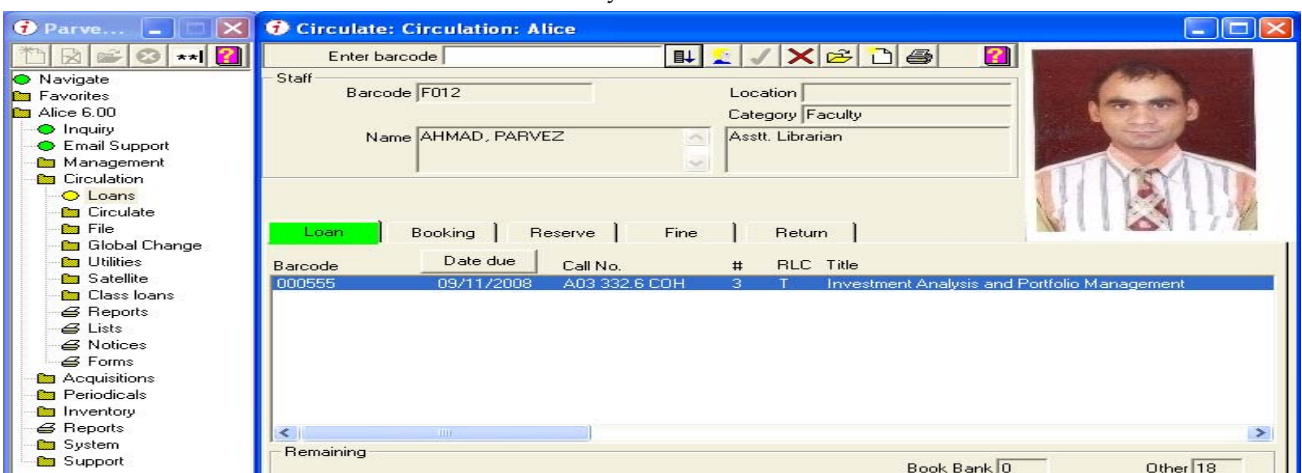 Parve...
Navigate
Favorites
Alice 6.00
Inquiry
Email Support
Management
Circulation
Loans
Circulate
File
Global Change
Utilities
Satellite
Class loans
Reports
Lists
Notices
Forms
Acquisitions
Periodicals
Inventory
Reports
System
Support
Circulate: Circulation: Alice
Enter barcode
Staff
Barcode F012 Location
Category Faculty
Name AHMAD, PARVEZ Asstt. Librarian
Loan Booking Reserve Fine Return
Barcode Date due Call No. # RLC Title
000555 09/11/2008 A03 332.6 COH 3 T Investment Analysis and Portfolio Management
Remaining
Book Bank 0 Other 18